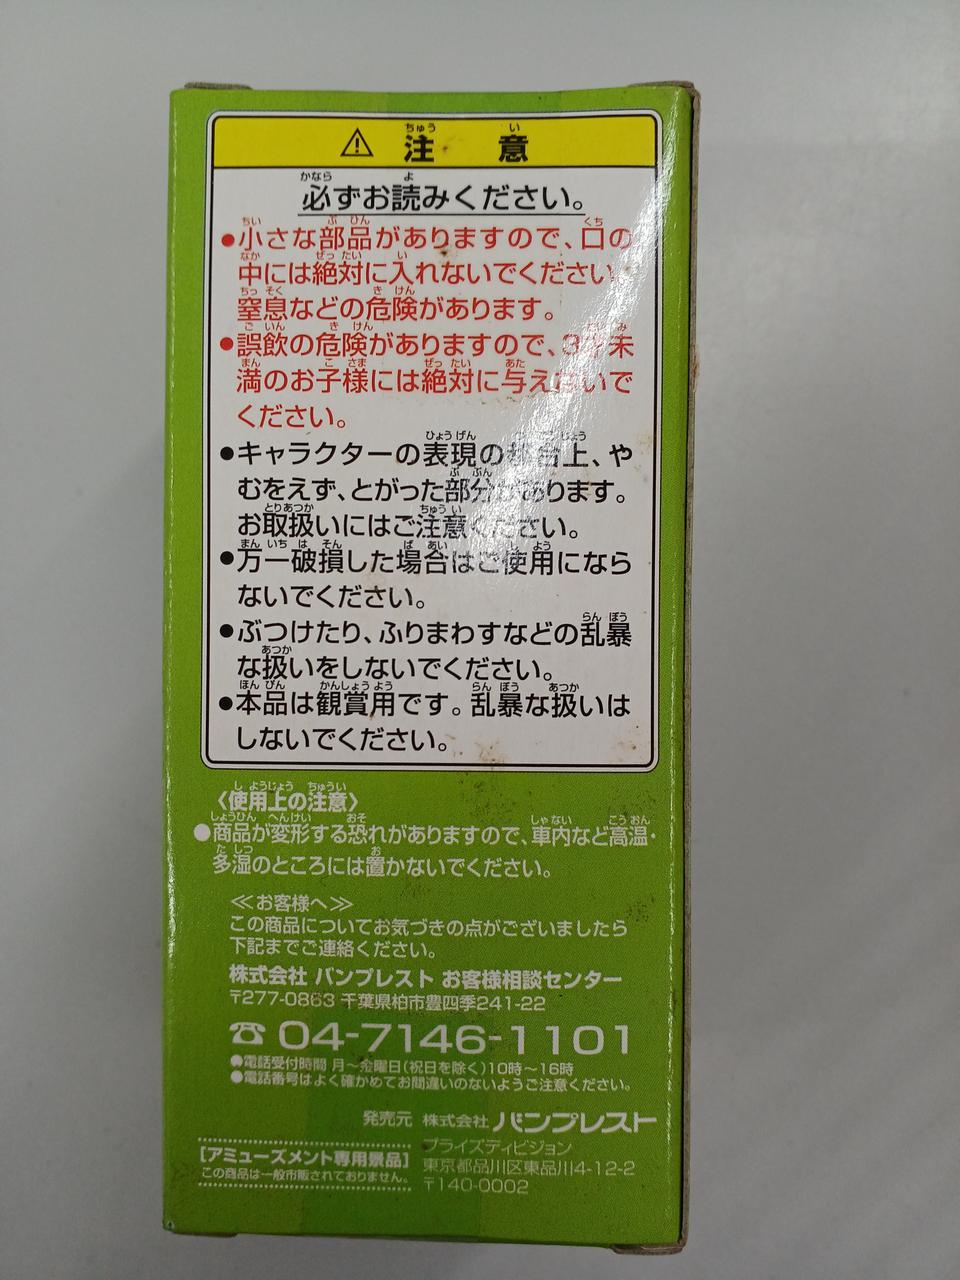 ⚠ 注意
必ずお読みください。
●小さな部品がありますので、口の
中には絶対に入れないでください
窒息などの危険があります。
●誤飲の危険がありますので、3才未
満のお子様には絶対に与えないで
ください。
●キャラクターの表現の都合上、や
むをえず、とがった部分があります。
お取扱いにはご注意ください。
●万一破損した場合はご使用になら
ないでください。
●ぶつけたり、ふりまわすなどの乱暴
な扱いをしないでください。
●本品は観賞用です。乱暴な扱いは
しないでください。
〈使用上の注意〉
●商品が変形する恐れがありますので、車内など高温・
多湿のところには置かないでください。
≪お客様へ≫
この商品についてお気づきの点がございましたら
下記までご連絡ください。
株式会社 バンプレスト お客様相談センター
〒277-0863 千葉県柏市豊四季241-22
☎04-7146-1101
●電話受付時間 月〜金曜日(祝日を除く)10時〜16時
●電話番号はよく確かめてお間違いのないようご注意ください。
発売元 株式会社 バンプレスト
プライズディビジョン
東京都品川区東品川4-12-2
〒140-0002
[アミューズメント専用景品]
この商品は一般市販されておりません。